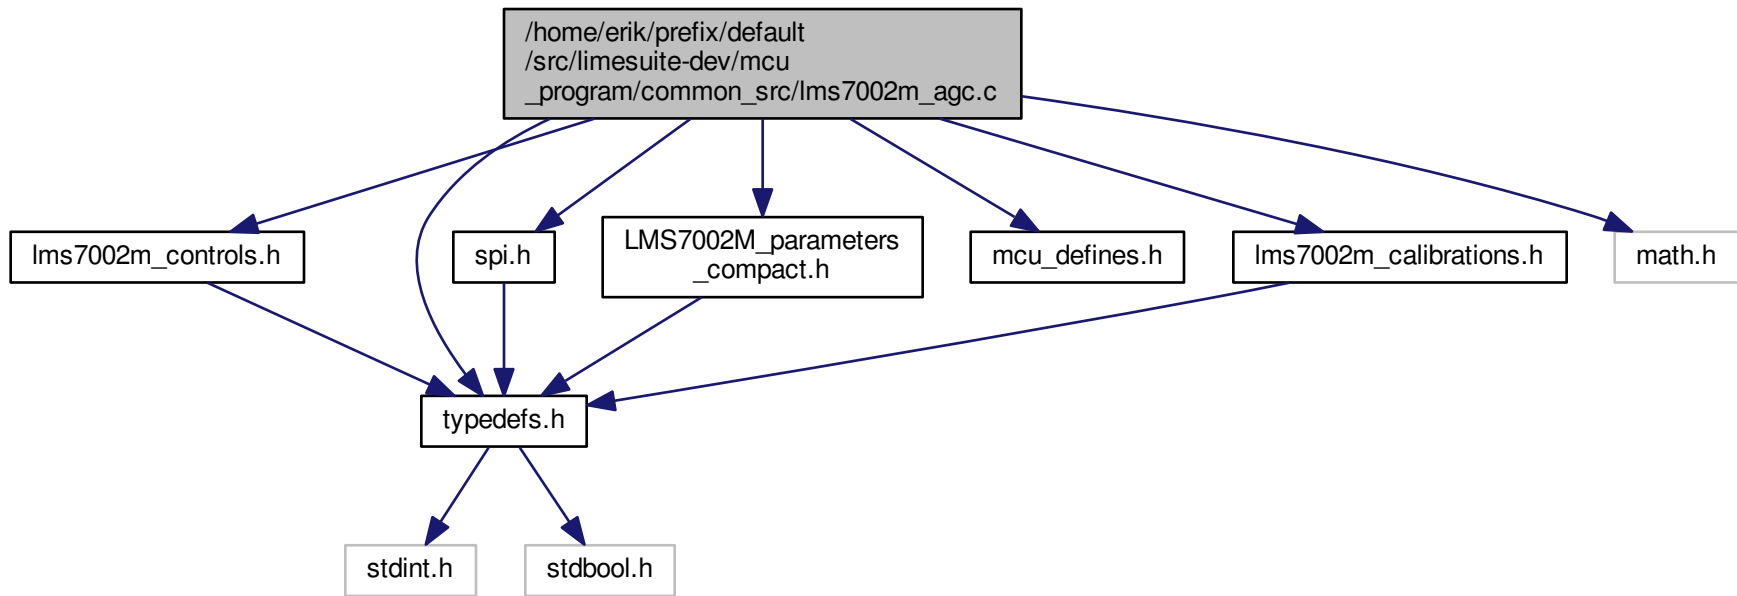 /home/erik/prefix/default
/src/limesuite-dev/mcu
_program/common_src/lms7002m_agc.c
lms7002m_controls.h
spi.h
LMS7002M_parameters
_compact.h
mcu_defines.h
lms7002m_calibrations.h
math.h
typedefs.h
stdint.h
stdbool.h